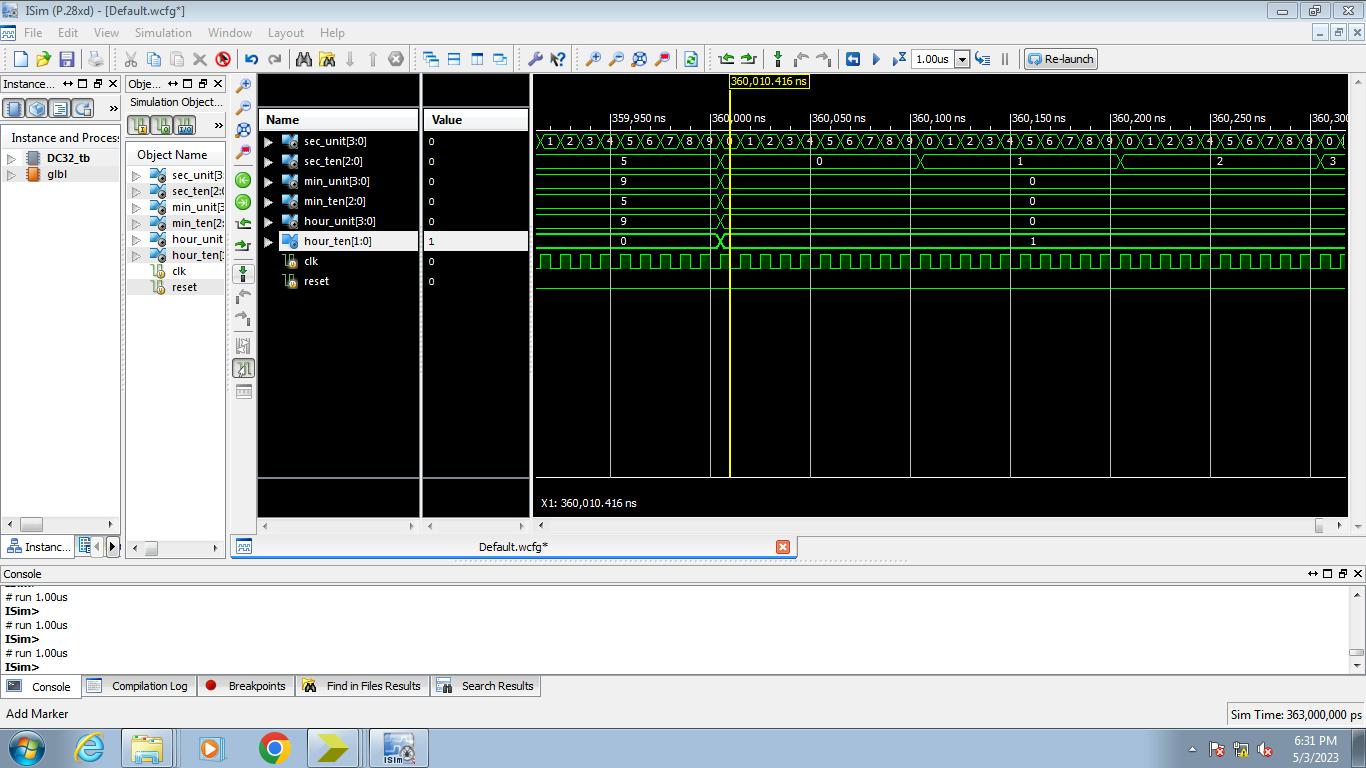 ISim (P.28xd) - [Default.wcfg*]
File Edit View Simulation Window Layout Help
1.00us Re-launch
Instance...
Instance and Process
DC32_tb
glbl
Instanc...
Obje...
Simulation Object...
Object Name
sec_unit[3:
sec_ten[2:0
min_unit[3:
min_ten[2:
hour_unit
hour_ten[
clk
reset
Name Value
sec_unit[3:0] 0
sec_ten[2:0] 0
min_unit[3:0] 0
min_ten[2:0] 0
hour_unit[3:0] 0
hour_ten[1:0] 1
clk 0
reset 0
360,010.416 ns
359,950 ns 360,000 ns 360,050 ns 360,100 ns 360,150 ns 360,200 ns 360,250 ns 360,300
1 2 3 4 5 6 7 8 9 0 1 2 3 4 5 6 7 8 9 0 1 2 3 4 5 6 7 8 9 0 1 2 3 4 5 6 7 8 9 0
5 0 1 2 3
9 0
5 0
9 0
0 1
X1: 360,010.416 ns
Default.wcfg*
Console
# run 1.00us
ISim>
# run 1.00us
ISim>
# run 1.00us
ISim>
Console Compilation Log Breakpoints Find in Files Results Search Results
Add Marker
Sim Time: 363,000,000 ps
ISim
6:31 PM
5/3/2023